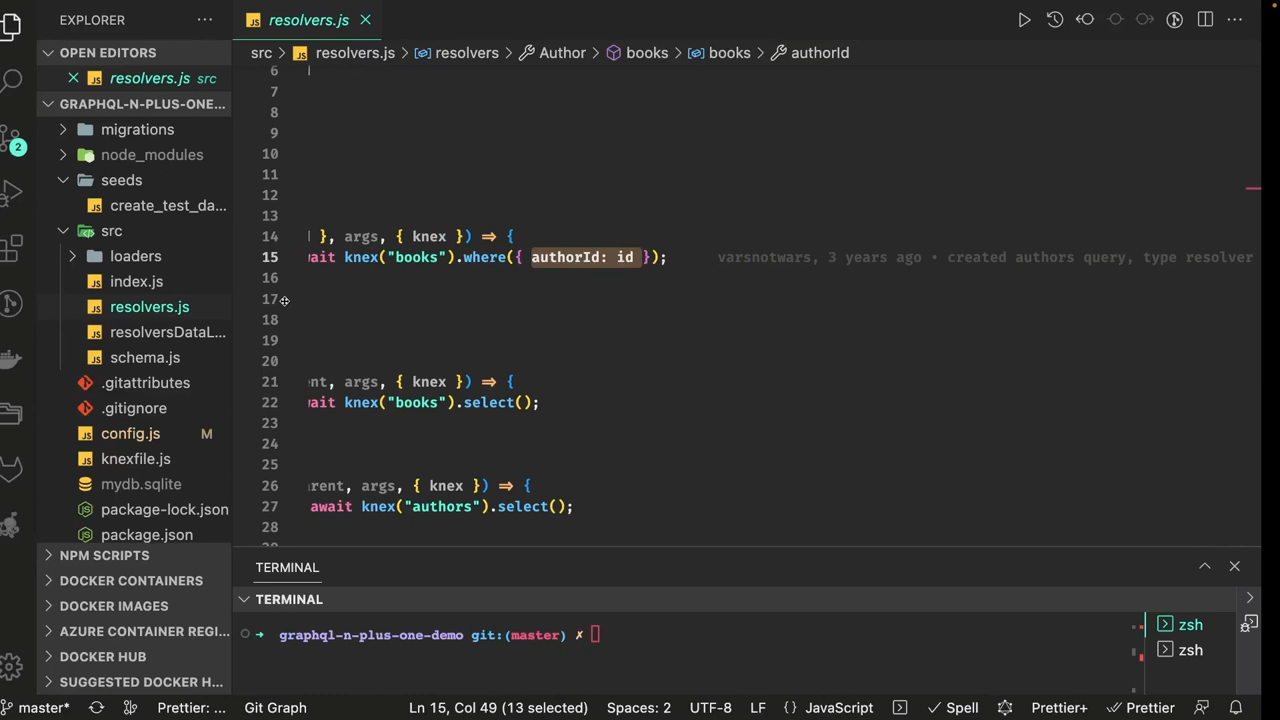 EXPLORER ···
OPEN EDITORS
resolvers.js src
GRAPHQL-N-PLUS-ONE...
migrations
node_modules
seeds
create_test_da...
src
loaders
index.js
resolvers.js
resolversDataL...
schema.js
.gitattributes
.gitignore
config.js M
knexfile.js
mydb.sqlite
package-lock.json
package.json
NPM SCRIPTS
DOCKER CONTAINERS
DOCKER IMAGES
AZURE CONTAINER REGI...
DOCKER HUB
SUGGESTED DOCKER H...
2
resolvers.js
src > resolvers.js > resolvers > Author > books > books > authorId
6
7
8
9
10
11
12
13
14 }, args, { knex }) => {
15 ait knex("books").where({ authorId: id }); varsnotwars, 3 years ago • created authors query, type resolver
16
17
18
19
20
21 nt, args, { knex }) => {
22 ait knex("books").select();
23
24
25
26 rent, args, { knex }) => {
27 await knex("authors").select();
28
TERMINAL
TERMINAL
➜ graphql-n-plus-one-demo git:(master) ✗
zsh
zsh
master* Prettier: ... Git Graph Ln 15, Col 49 (13 selected) Spaces: 2 UTF-8 LF {} JavaScript Spell Prettier+ Prettier